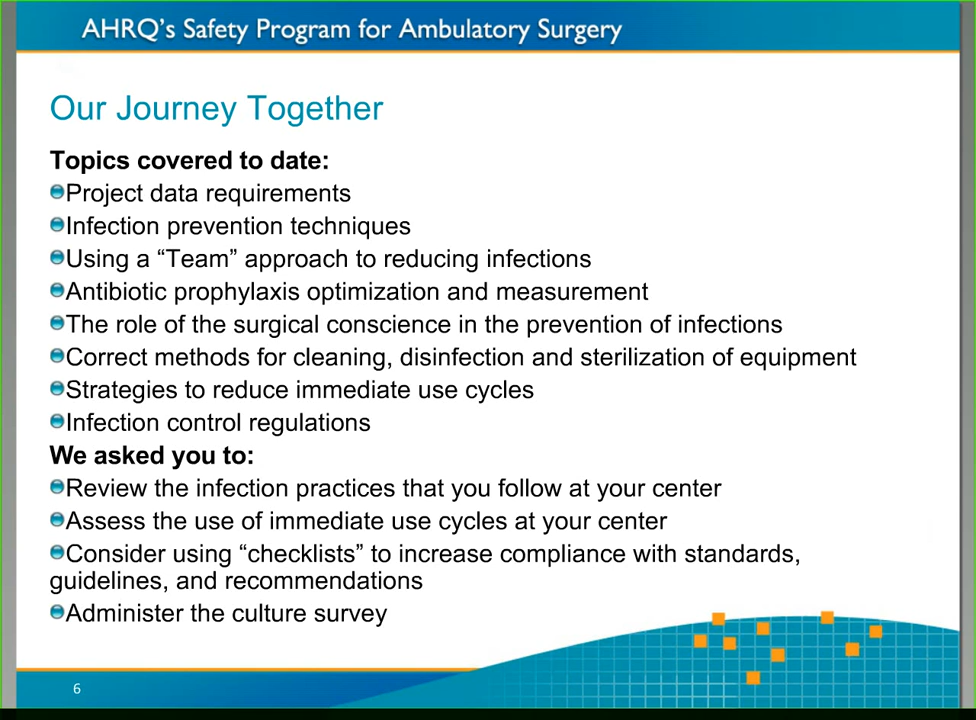 AHRQ's Safety Program for Ambulatory Surgery
Our Journey Together
Topics covered to date:
Project data requirements
Infection prevention techniques
Using a “Team” approach to reducing infections
Antibiotic prophylaxis optimization and measurement
The role of the surgical conscience in the prevention of infections
Correct methods for cleaning, disinfection and sterilization of equipment
Strategies to reduce immediate use cycles
Infection control regulations
We asked you to:
Review the infection practices that you follow at your center
Assess the use of immediate use cycles at your center
Consider using “checklists” to increase compliance with standards,
guidelines, and recommendations
Administer the culture survey
6